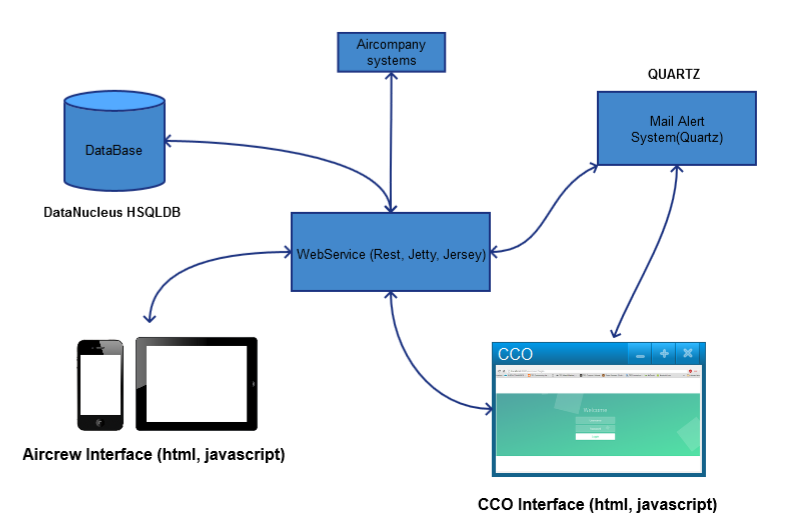 Aircompany
systems
QUARTZ
Mail Alert
System(Quartz)
DataBase
DataNucleus HSQLDB
WebService (Rest, Jetty, Jersey)
CCO
Welcome
Aircrew Interface (html, javascript)
CCO Interface (html, javascript)